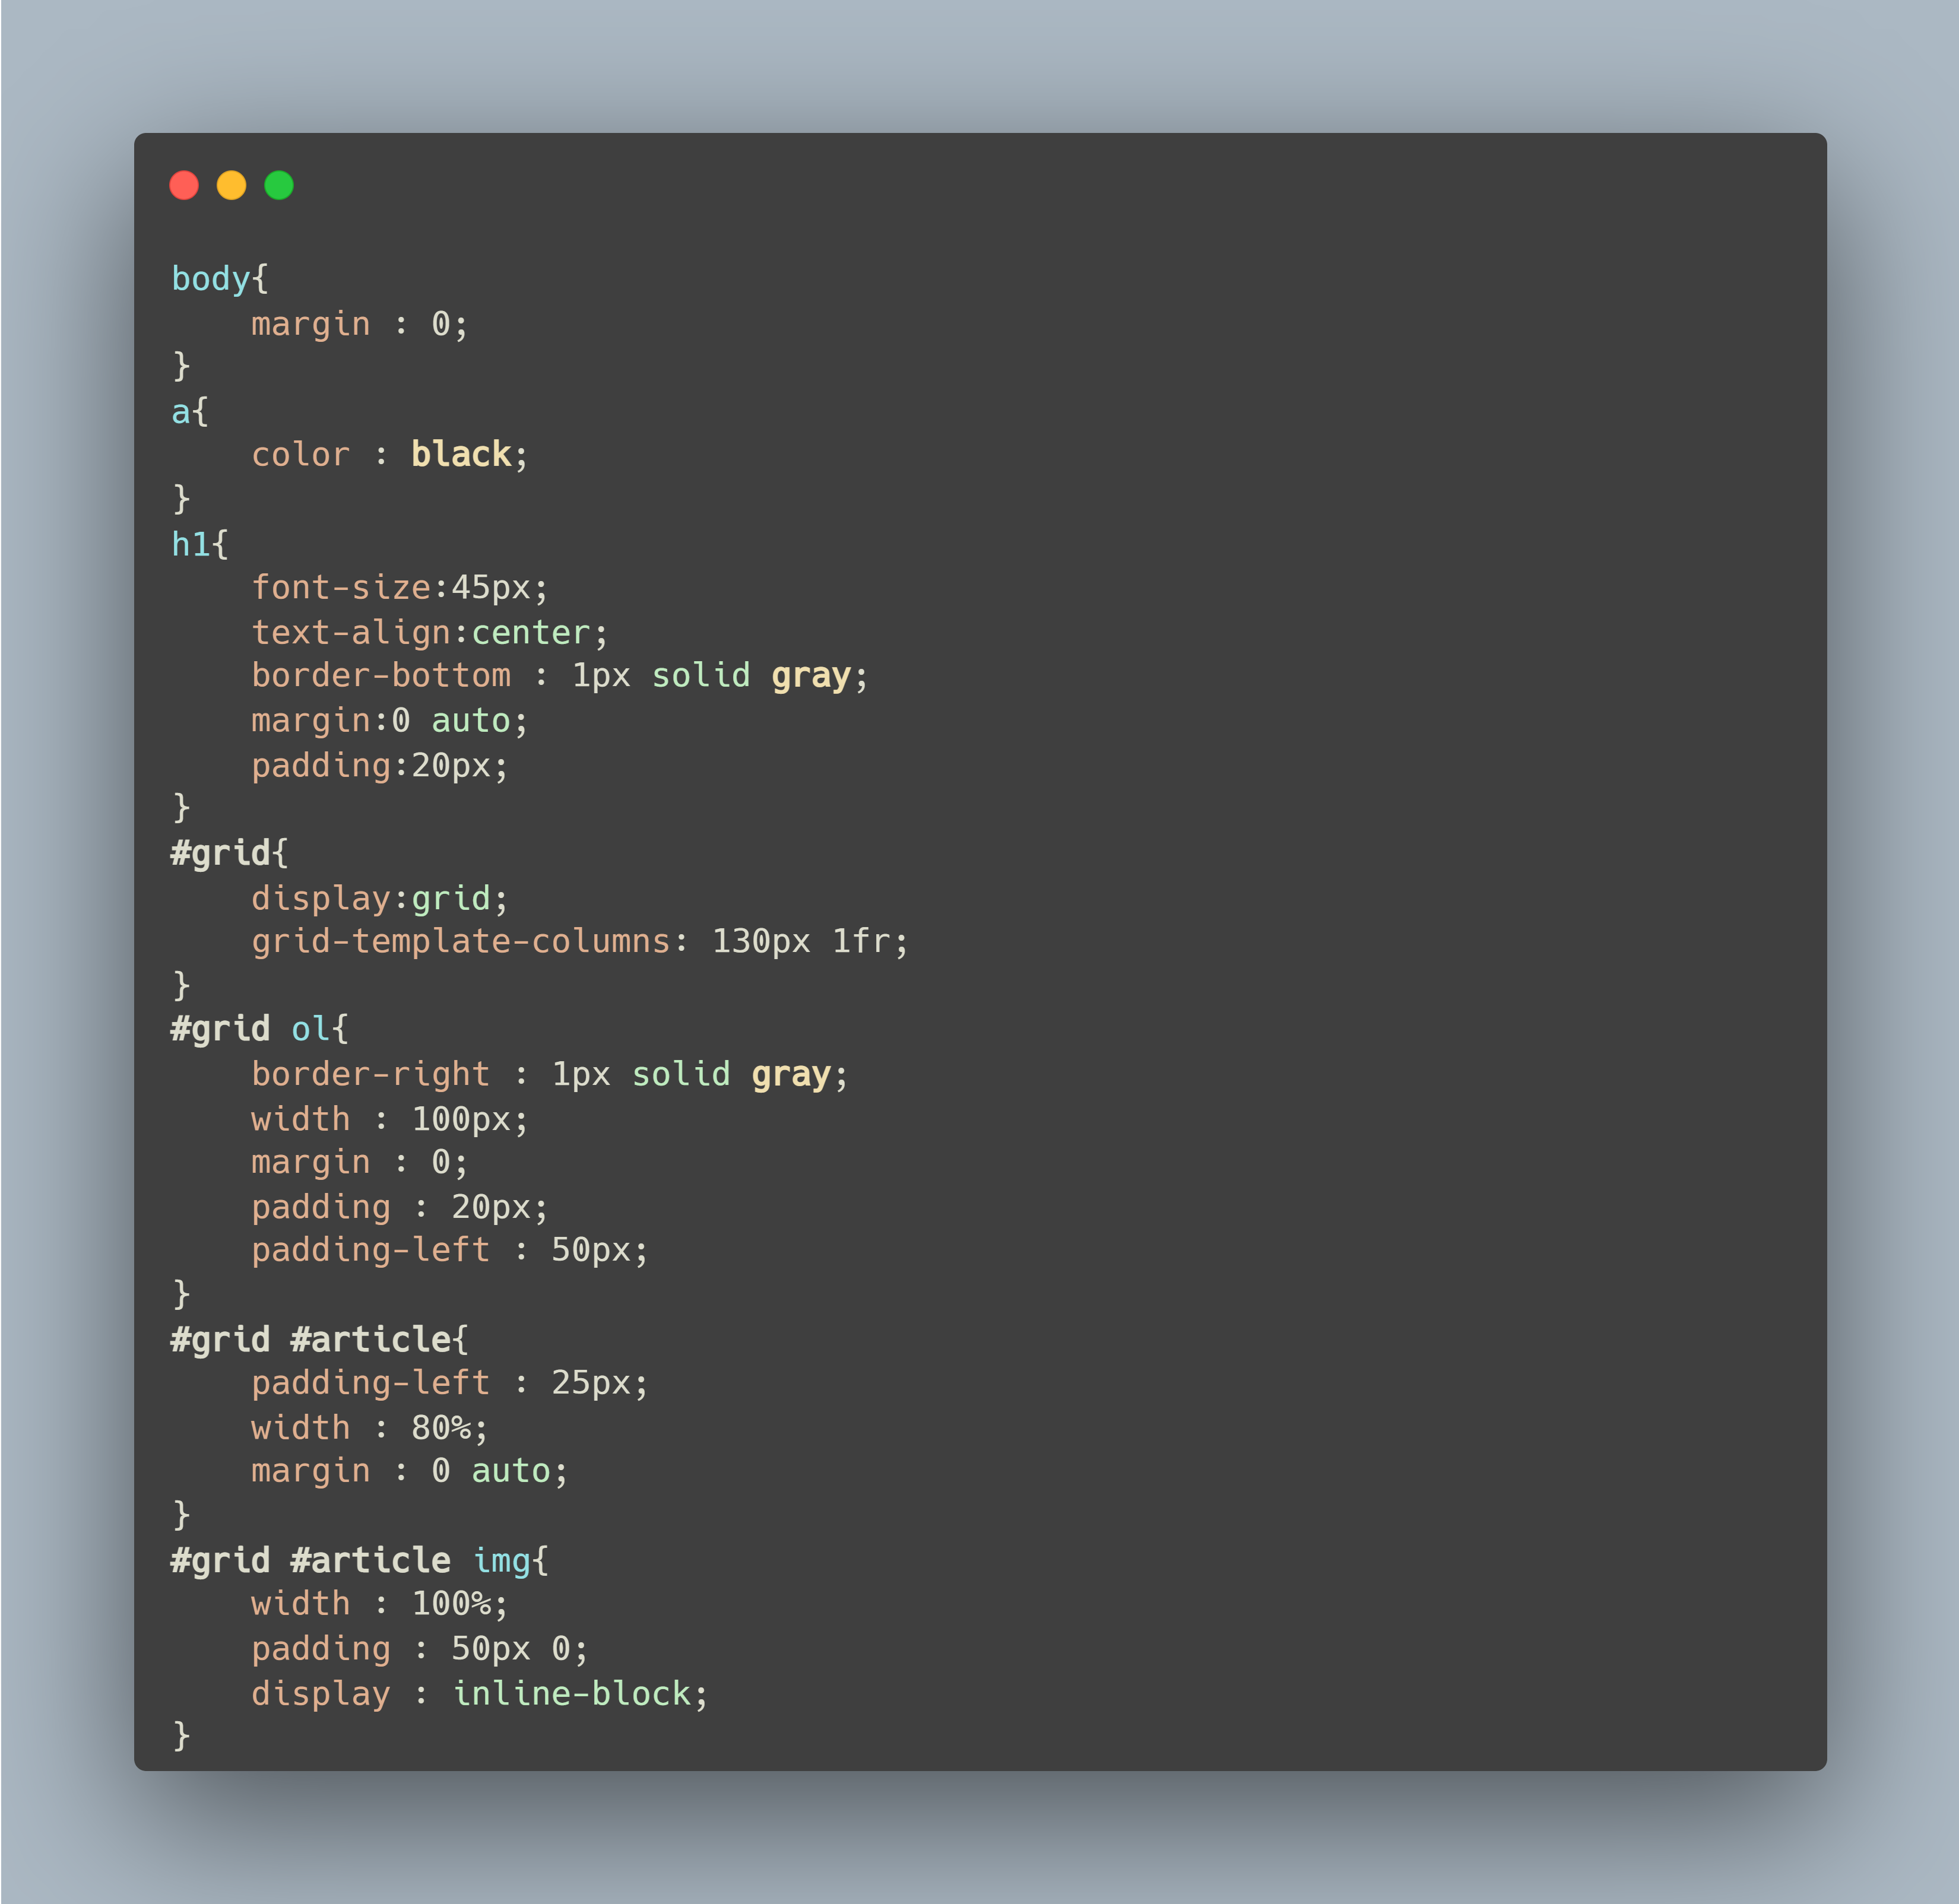 body{
    margin : 0;
}
a{
    color : black;
}
h1{
    font-size:45px;
    text-align:center;
    border-bottom : 1px solid gray;
    margin:0 auto;
    padding:20px;
}
#grid{
    display:grid;
    grid-template-columns: 130px 1fr;
}
#grid ol{
    border-right : 1px solid gray;
    width : 100px;
    margin : 0;
    padding : 20px;
    padding-left : 50px;
}
#grid #article{
    padding-left : 25px;
    width : 80%;
    margin : 0 auto;
}
#grid #article img{
    width : 100%;
    padding : 50px 0;
    display : inline-block;
}